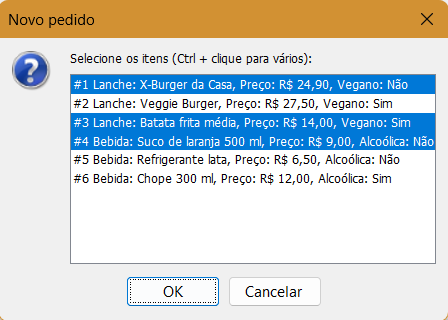 Novo pedido
Selecione os itens (Ctrl + clique para vários):
#1 Lanche: X-Burger da Casa, Preço: R$ 24,90, Vegano: Não
#2 Lanche: Veggie Burger, Preço: R$ 27,50, Vegano: Sim
#3 Lanche: Batata frita média, Preço: R$ 14,00, Vegano: Sim
#4 Bebida: Suco de laranja 500 ml, Preço: R$ 9,00, Alcoólica: Não
#5 Bebida: Refrigerante lata, Preço: R$ 6,50, Alcoólica: Não
#6 Bebida: Chope 300 ml, Preço: R$ 12,00, Alcoólica: Sim
OK
Cancelar